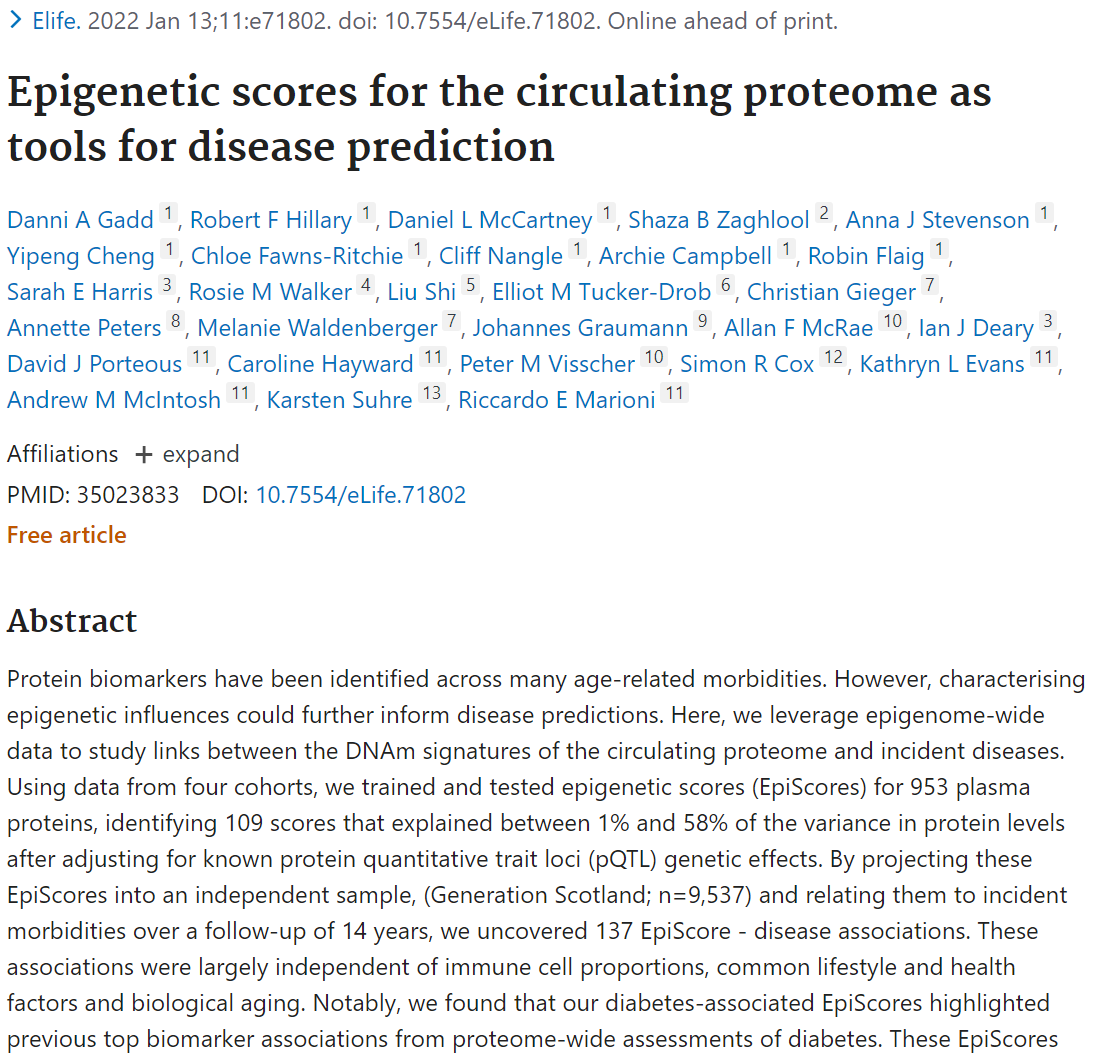 > Elife. 2022 Jan 13;11:e71802. doi: 10.7554/eLife.71802. Online ahead of print.
Epigenetic scores for the circulating proteome as
tools for disease prediction
Danni A Gadd 1, Robert F Hillary 1, Daniel L McCartney 1, Shaza B Zaghlool 2, Anna J Stevenson 1,
Yipeng Cheng 1, Chloe Fawns-Ritchie 1, Cliff Nangle 1, Archie Campbell 1, Robin Flaig 1,
Sarah E Harris 3, Rosie M Walker 4, Liu Shi 5, Elliot M Tucker-Drob 6, Christian Gieger 7,
Annette Peters 8, Melanie Waldenberger 7, Johannes Graumann 9, Allan F McRae 10, Ian J Deary 3,
David J Porteous 11, Caroline Hayward 11, Peter M Visscher 10, Simon R Cox 12, Kathryn L Evans 11,
Andrew M McIntosh 11, Karsten Suhre 13, Riccardo E Marioni 11
Affiliations + expand
PMID: 35023833 DOI: 10.7554/eLife.71802
Free article
Abstract
Protein biomarkers have been identified across many age-related morbidities. However, characterising
epigenetic influences could further inform disease predictions. Here, we leverage epigenome-wide
data to study links between the DNAm signatures of the circulating proteome and incident diseases.
Using data from four cohorts, we trained and tested epigenetic scores (EpiScores) for 953 plasma
proteins, identifying 109 scores that explained between 1% and 58% of the variance in protein levels
after adjusting for known protein quantitative trait loci (pQTL) genetic effects. By projecting these
EpiScores into an independent sample, (Generation Scotland; n=9,537) and relating them to incident
morbidities over a follow-up of 14 years, we uncovered 137 EpiScore - disease associations. These
associations were largely independent of immune cell proportions, common lifestyle and health
factors and biological aging. Notably, we found that our diabetes-associated EpiScores highlighted
previous top biomarker associations from proteome-wide assessments of diabetes. These EpiScores